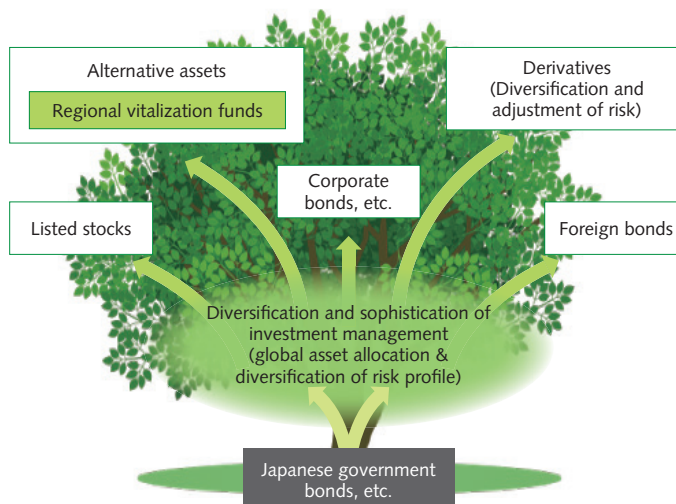 Alternative assets
Regional vitalization funds
Derivatives
(Diversification and
adjustment of risk)
Corporate
bonds, etc.
Listed stocks
Foreign bonds
Diversification and sophistication of
investment management
(global asset allocation &
diversification of risk profile)
Japanese government
bonds, etc.